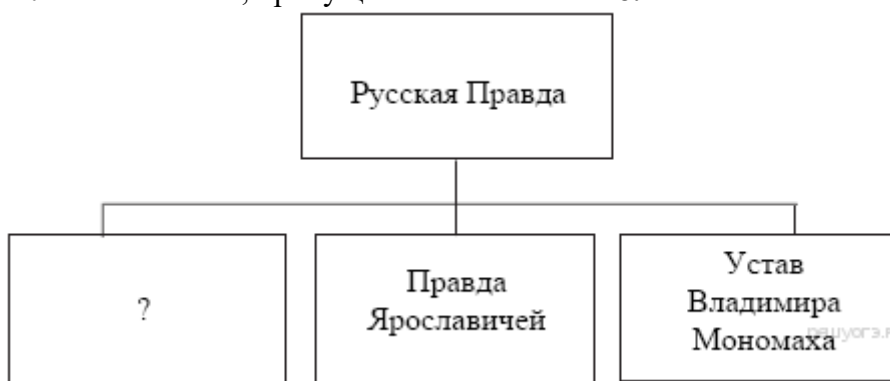 Русская Правда
?
Правда
Ярославичей
Устав
Владимира
Мономаха